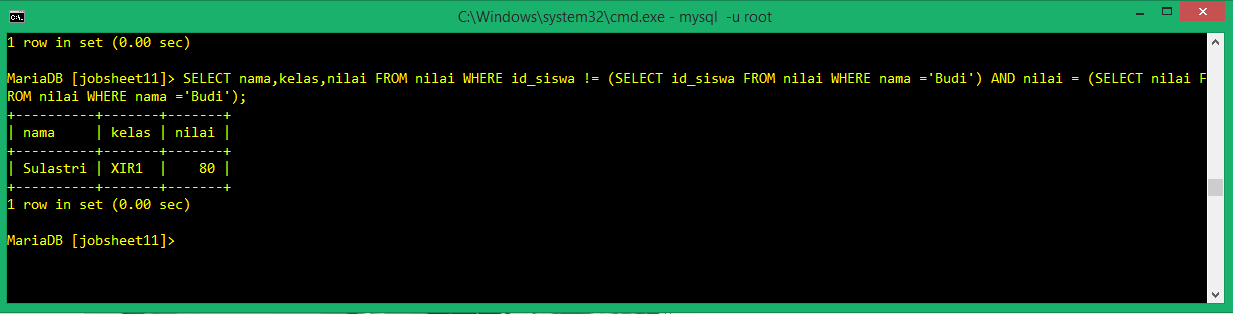 C:\Windows\system32\cmd.exe - mysql  -u root
1 row in set (0.00 sec)
MariaDB [jobsheet11]> SELECT nama,kelas,nilai FROM nilai WHERE id_siswa != (SELECT id_siswa FROM nilai WHERE nama ='Budi') AND nilai = (SELECT nilai F
ROM nilai WHERE nama ='Budi');
+----------+-------+-------+
| nama     | kelas | nilai |
+----------+-------+-------+
| Sulastri | XIR1  |    80 |
+----------+-------+-------+
1 row in set (0.00 sec)
MariaDB [jobsheet11]>